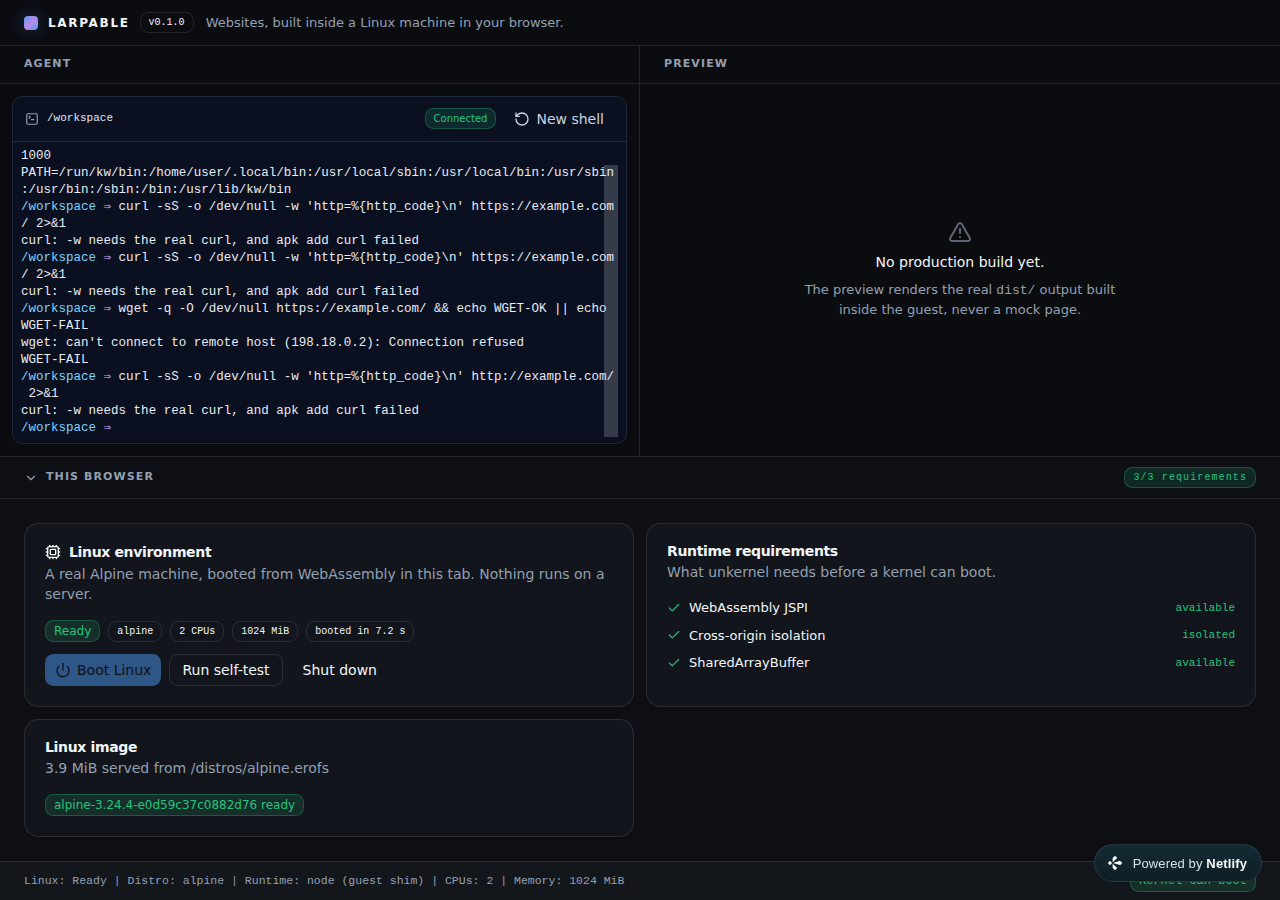 LARPABLE v0.1.0 Websites, built inside a Linux machine in your browser.
AGENT
PREVIEW
/workspace Connected New shell
1000
PATH=/run/kw/bin:/home/user/.local/bin:/usr/local/sbin:/usr/local/bin:/usr/sbin
:/usr/bin:/sbin:/bin:/usr/lib/kw/bin
/workspace ⇒ curl -sS -o /dev/null -w 'http=%{http_code}\n' https://example.com
/ 2>&1
curl: -w needs the real curl, and apk add curl failed
/workspace ⇒ curl -sS -o /dev/null -w 'http=%{http_code}\n' https://example.com
/ 2>&1
curl: -w needs the real curl, and apk add curl failed
/workspace ⇒ wget -q -O /dev/null https://example.com/ && echo WGET-OK || echo
WGET-FAIL
wget: can't connect to remote host (198.18.0.2): Connection refused
WGET-FAIL
/workspace ⇒ curl -sS -o /dev/null -w 'http=%{http_code}\n' http://example.com/
 2>&1
curl: -w needs the real curl, and apk add curl failed
/workspace ⇒
No production build yet.
The preview renders the real dist/ output built
inside the guest, never a mock page.
THIS BROWSER 3/3 requirements
Linux environment
A real Alpine machine, booted from WebAssembly in this tab. Nothing runs on a
server.
Ready alpine 2 CPUs 1024 MiB booted in 7.2 s
Boot Linux Run self-test Shut down
Runtime requirements
What unkernel needs before a kernel can boot.
WebAssembly JSPI available
Cross-origin isolation isolated
SharedArrayBuffer available
Linux image
3.9 MiB served from /distros/alpine.erofs
alpine-3.24.4-e0d59c37c0882d76 ready
Powered by Netlify
Linux: Ready | Distro: alpine | Runtime: node (guest shim) | CPUs: 2 | Memory: 1024 MiB